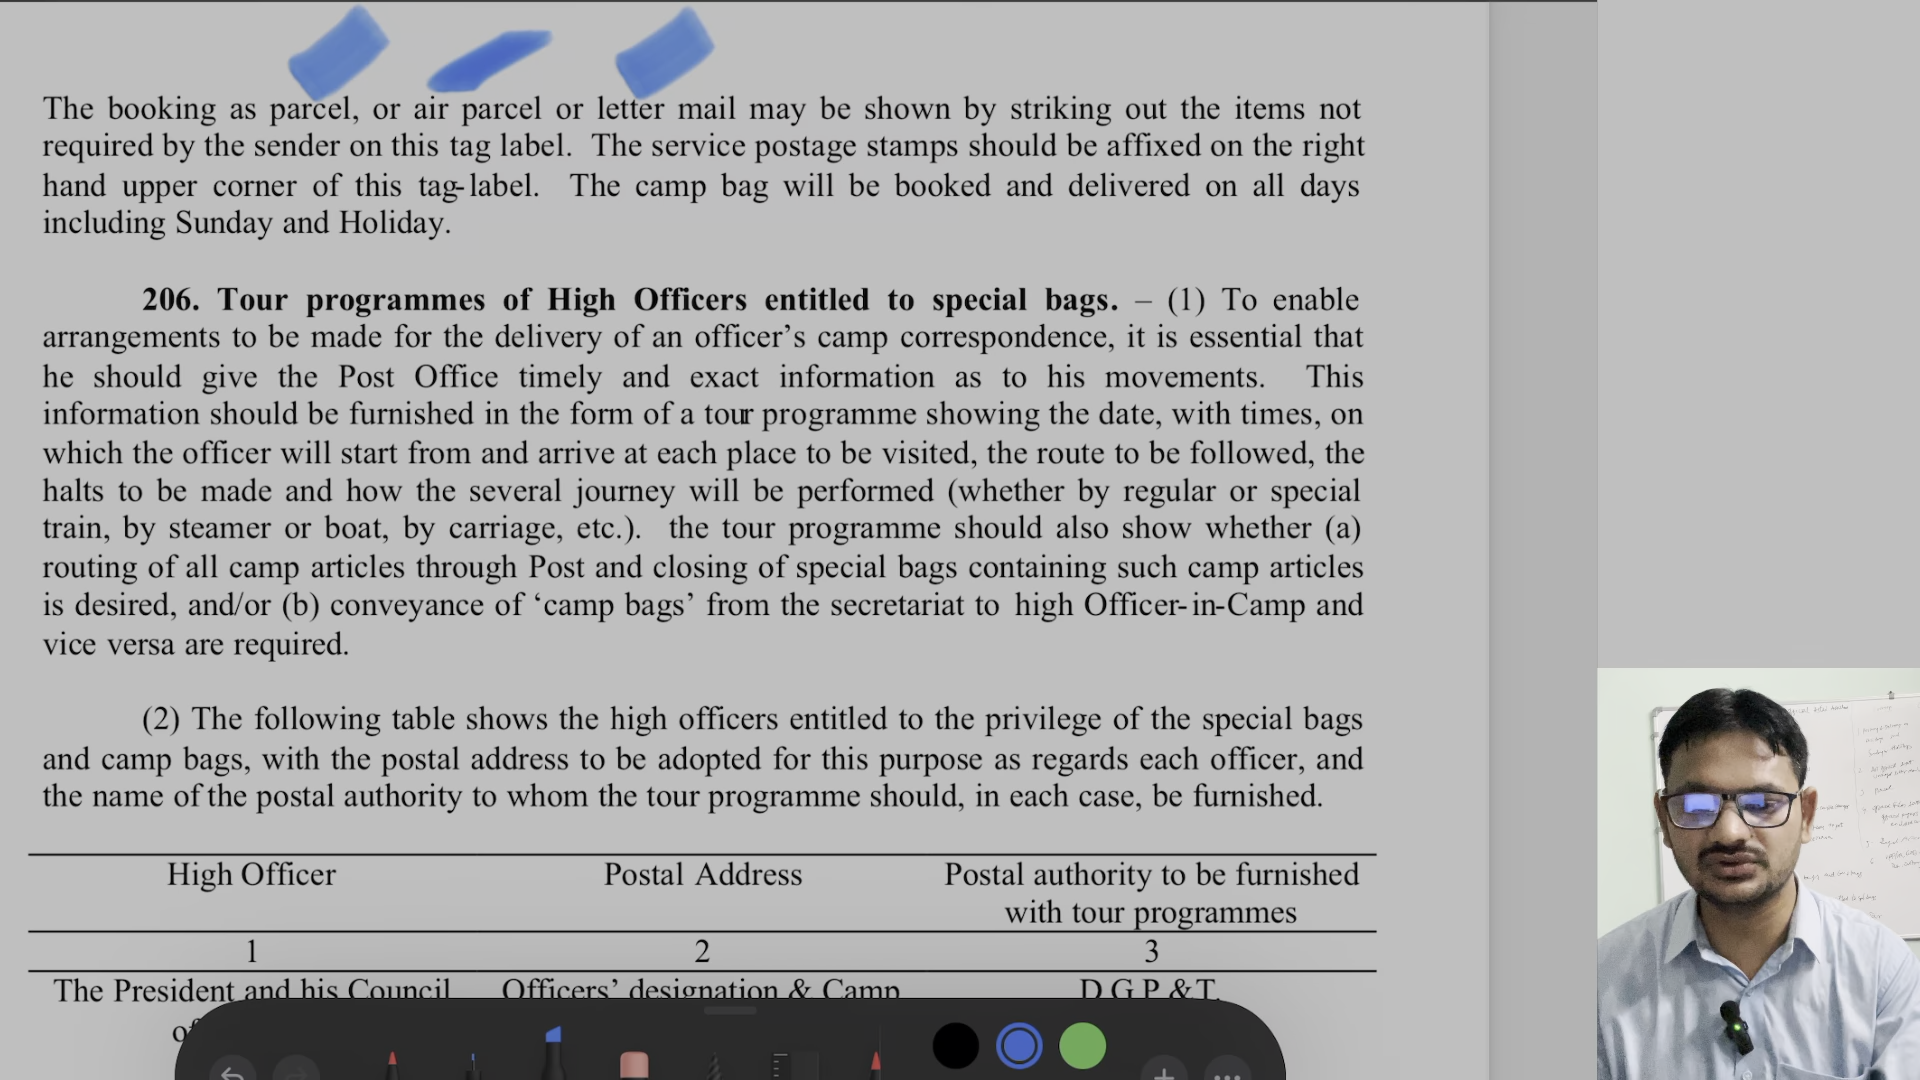 The booking as parcel, or air parcel or letter mail may be shown by striking out the items not
required by the sender on this tag label. The service postage stamps should be affixed on the right
hand upper corner of this tag-label. The camp bag will be booked and delivered on all days
including Sunday and Holiday.
206. Tour programmes of High Officers entitled to special bags. – (1) To enable
arrangements to be made for the delivery of an officer’s camp correspondence, it is essential that
he should give the Post Office timely and exact information as to his movements. This
information should be furnished in the form of a tour programme showing the date, with times, on
which the officer will start from and arrive at each place to be visited, the route to be followed, the
halts to be made and how the several journey will be performed (whether by regular or special
train, by steamer or boat, by carriage, etc.). the tour programme should also show whether (a)
routing of all camp articles through Post and closing of special bags containing such camp articles
is desired, and/or (b) conveyance of ‘camp bags’ from the secretariat to high Officer-in-Camp and
vice versa are required.
(2) The following table shows the high officers entitled to the privilege of the special bags
and camp bags, with the postal address to be adopted for this purpose as regards each officer, and
the name of the postal authority to whom the tour programme should, in each case, be furnished.
High Officer Postal Address Postal authority to be furnished
with tour programmes
1 2 3
The President and his Council Officers’ designation & Camp D.G.P.&T.